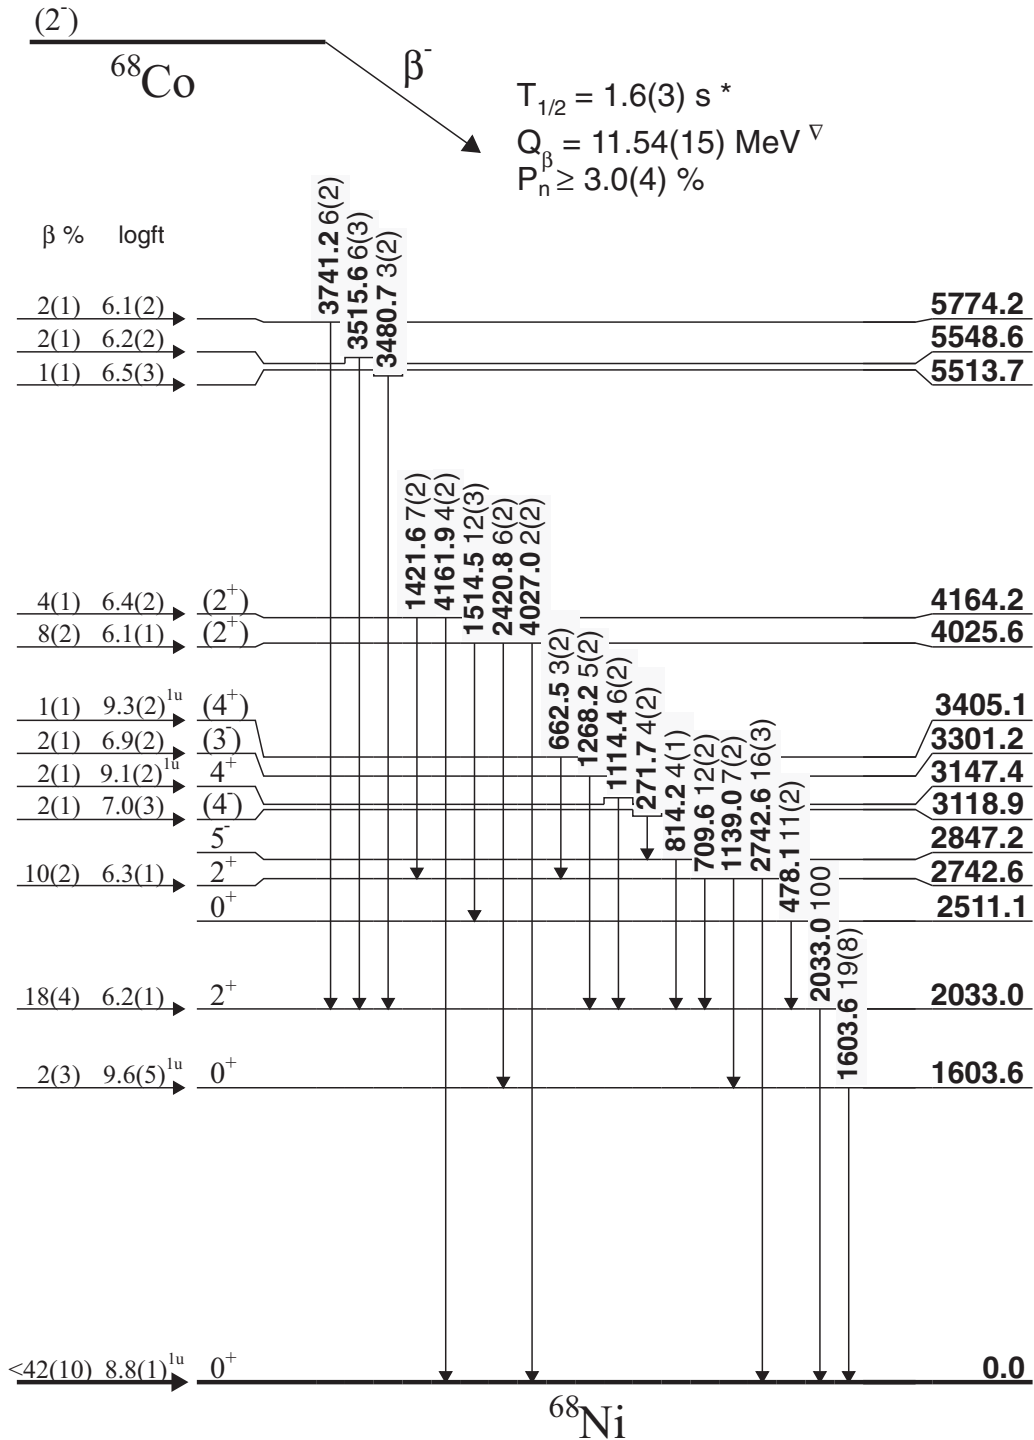 (2⁻)
⁶⁸Co
β⁻
T₁/₂ = 1.6(3) s *
Q_β = 11.54(15) MeV ∇
Pₙ ≥ 3.0(4) %
β % logft
3741.2 6(2)
3515.6 6(3)
3480.7 3(2)
2(1) 6.1(2) 5774.2
2(1) 6.2(2) 5548.6
1(1) 6.5(3) 5513.7
1421.6 7(2)
4161.9 4(2)
1514.5 12(3)
2420.8 6(2)
4027.0 2(2)
4(1) 6.4(2) (2⁺) 4164.2
8(2) 6.1(1) (2⁺) 4025.6
662.5 3(2)
1268.2 5(2)
1114.4 6(2)
271.7 4(2)
814.2 4(1)
709.6 12(2)
1139.0 7(2)
2742.6 16(3)
478.1 11(2)
2033.0 100
1603.6 19(8)
1(1) 9.3(2)¹ᵘ (4⁺) 3405.1
2(1) 6.9(2) (3⁻) 3301.2
2(1) 9.1(2)¹ᵘ 4⁺ 3147.4
2(1) 7.0(3) (4⁻) 3118.9
5⁻ 2847.2
10(2) 6.3(1) 2⁺ 2742.6
0⁺ 2511.1
18(4) 6.2(1) 2⁺ 2033.0
2(3) 9.6(5)¹ᵘ 0⁺ 1603.6
<42(10) 8.8(1)¹ᵘ 0⁺ 0.0
⁶⁸Ni